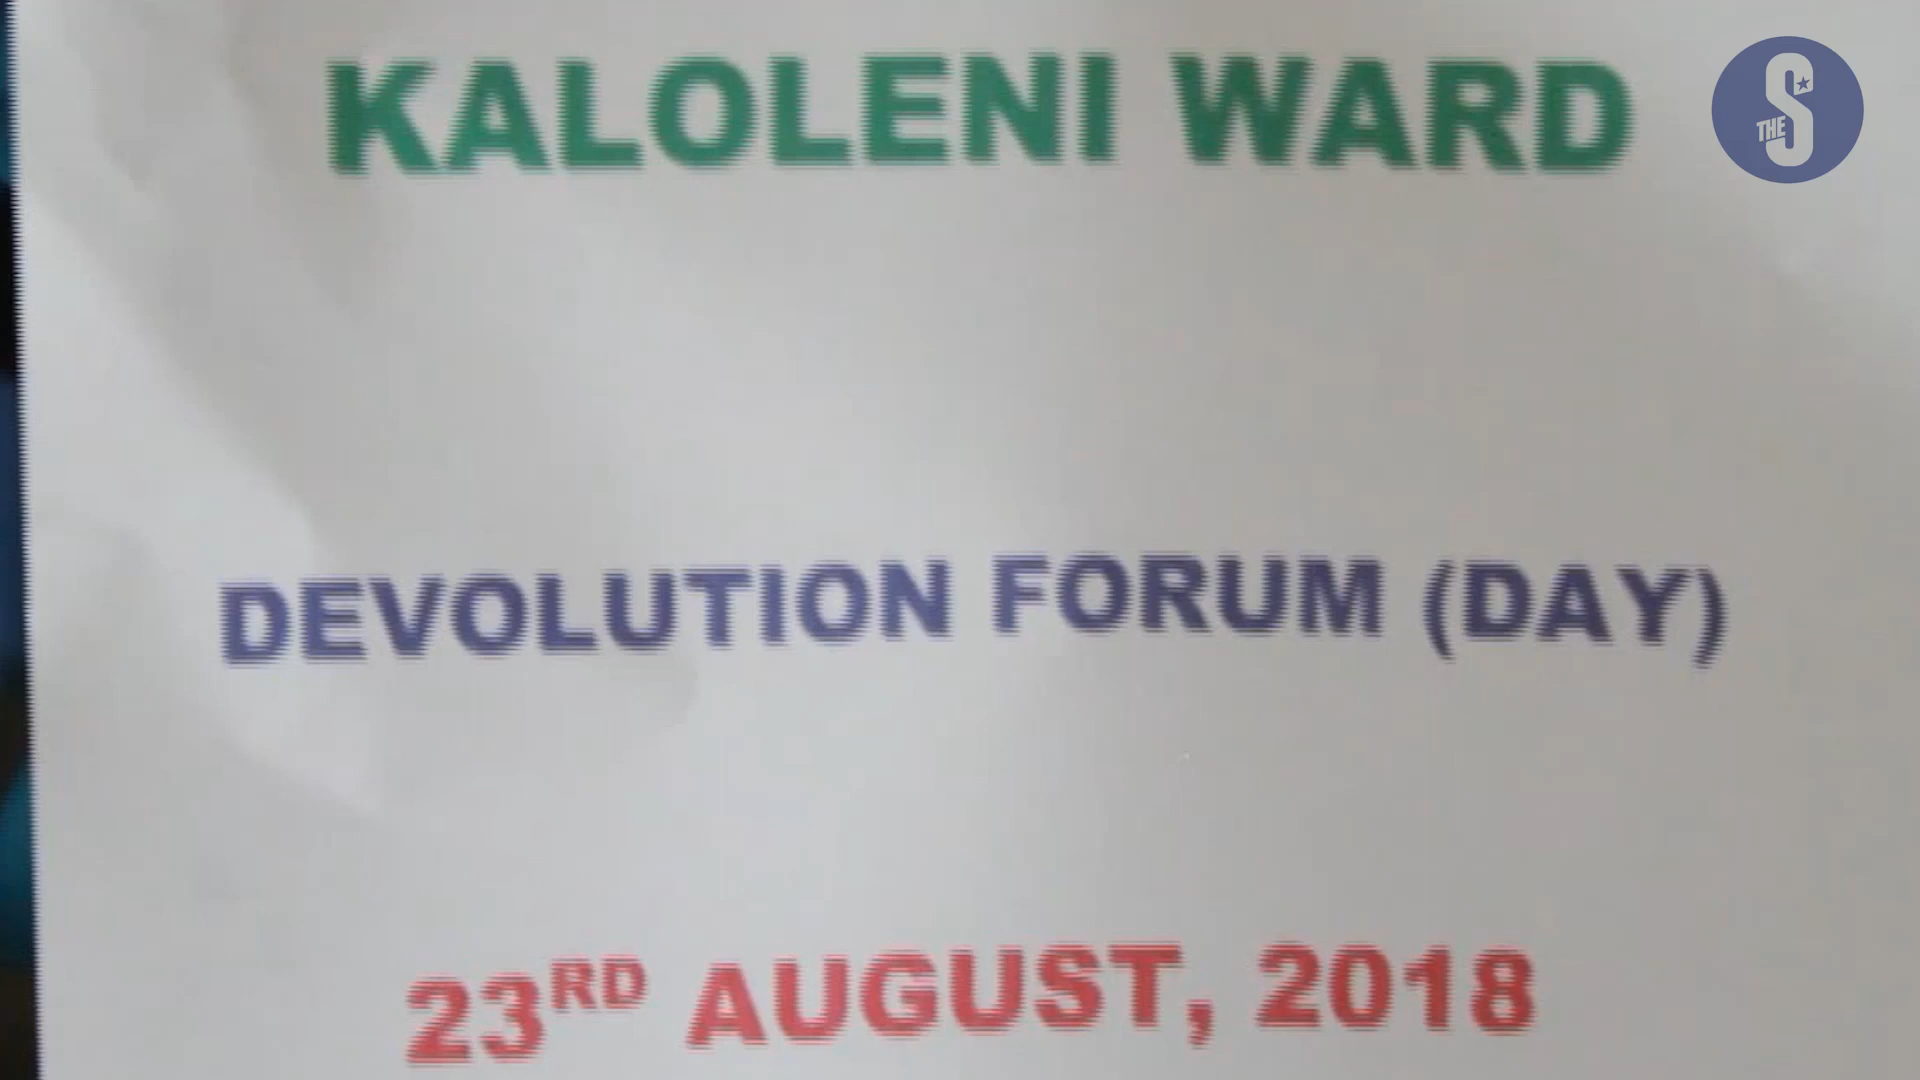 KALOLENI WARD
THE S
DEVOLUTION FORUM (DAY)
23RD AUGUST, 2018